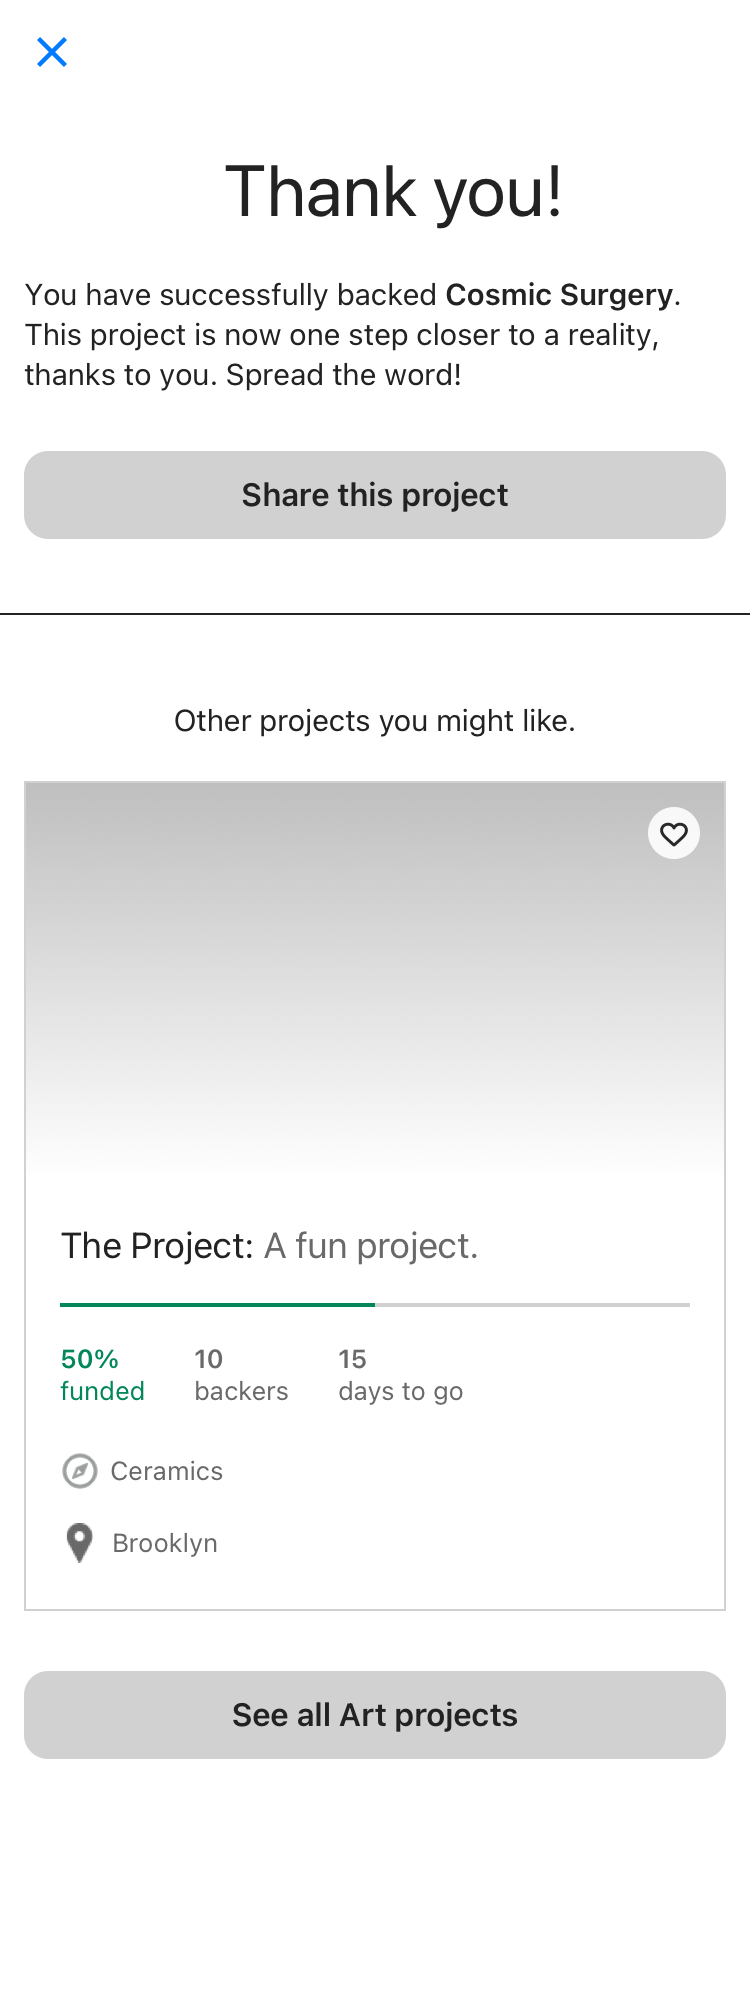 Thank you!
You have successfully backed Cosmic Surgery.
This project is now one step closer to a reality,
thanks to you. Spread the word!
Share this project
Other projects you might like.
The Project: A fun project.
50%
funded
10
backers
15
days to go
Ceramics
Brooklyn
See all Art projects